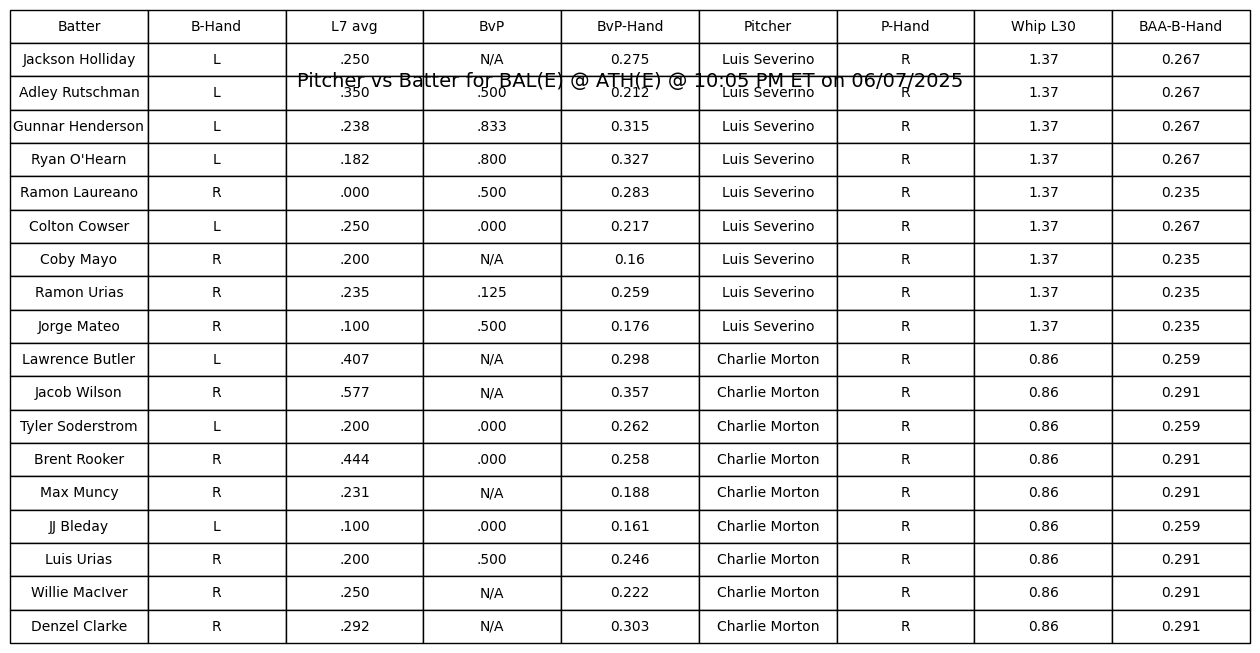 Batter B-Hand L7 avg BvP BvP-Hand Pitcher P-Hand Whip L30 BAA-B-Hand
Jackson Holliday L .250 N/A 0.275 Luis Severino R 1.37 0.267
Pitcher vs Batter for BAL(E) @ ATH(E) @ 10:05 PM ET on 06/07/2025
Adley Rutschman L .350 .500 0.212 Luis Severino R 1.37 0.267
Gunnar Henderson L .238 .833 0.315 Luis Severino R 1.37 0.267
Ryan O'Hearn L .182 .800 0.327 Luis Severino R 1.37 0.267
Ramon Laureano R .000 .500 0.283 Luis Severino R 1.37 0.235
Colton Cowser L .250 .000 0.217 Luis Severino R 1.37 0.267
Coby Mayo R .200 N/A 0.16 Luis Severino R 1.37 0.235
Ramon Urias R .235 .125 0.259 Luis Severino R 1.37 0.235
Jorge Mateo R .100 .500 0.176 Luis Severino R 1.37 0.235
Lawrence Butler L .407 N/A 0.298 Charlie Morton R 0.86 0.259
Jacob Wilson R .577 N/A 0.357 Charlie Morton R 0.86 0.291
Tyler Soderstrom L .200 .000 0.262 Charlie Morton R 0.86 0.259
Brent Rooker R .444 .000 0.258 Charlie Morton R 0.86 0.291
Max Muncy R .231 N/A 0.188 Charlie Morton R 0.86 0.291
JJ Bleday L .100 .000 0.161 Charlie Morton R 0.86 0.259
Luis Urias R .200 .500 0.246 Charlie Morton R 0.86 0.291
Willie MacIver R .250 N/A 0.222 Charlie Morton R 0.86 0.291
Denzel Clarke R .292 N/A 0.303 Charlie Morton R 0.86 0.291